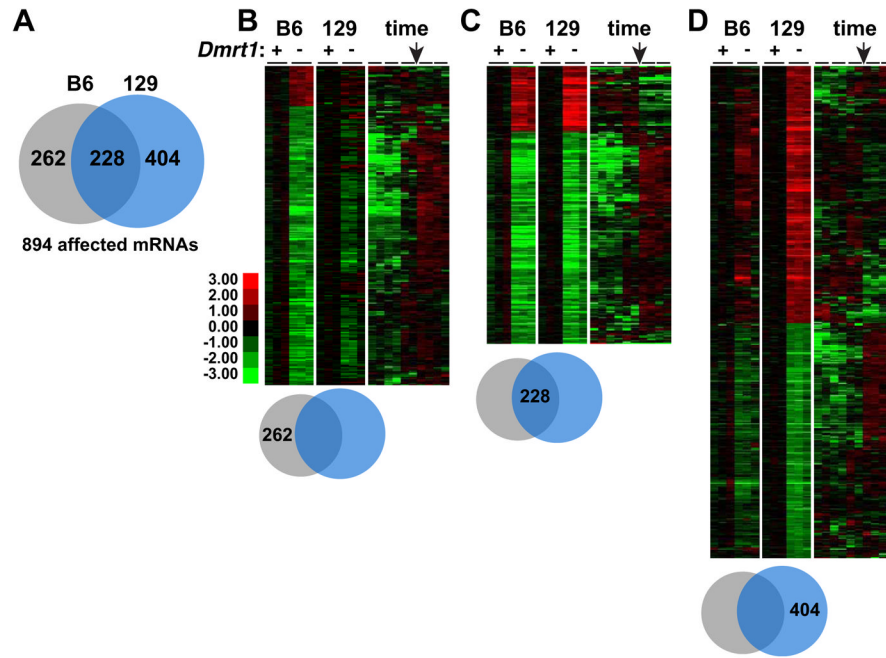 A
B6 129
262 228 404
894 affected mRNAs
3.00
2.00
1.00
0.00
-1.00
-2.00
-3.00
B
B6 129 time
Dmrt1: + - + -
262
C
B6 129 time
+ - + -
228
D
B6 129 time
+ - + -
404